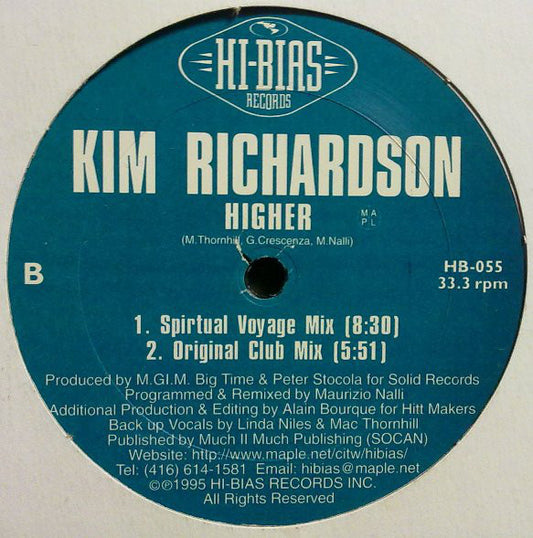 HI-BIAS
RECORDS
KIM RICHARDSON
HIGHER
M A
P L
(M.Thornhill, G.Crescenza, M.Nalli)
B
HB-055
33.3 rpm
1. Spirtual Voyage Mix (8:30)
2. Original Club Mix (5:51)
Produced by M.GI.M. Big Time & Peter Stocola for Solid Records
Programmed & Remixed by Maurizio Nalli
Additional Production & Editing by Alain Bourque for Hitt Makers
Back up Vocals by Linda Niles & Mac Thornhill
Published by Much II Much Publishing (SOCAN)
Website: http://www.maple.net/citw/hibias/
Tel: (416) 614-1581 Email: hibias@maple.net
©℗1995 HI-BIAS RECORDS INC.
All Rights Reserved